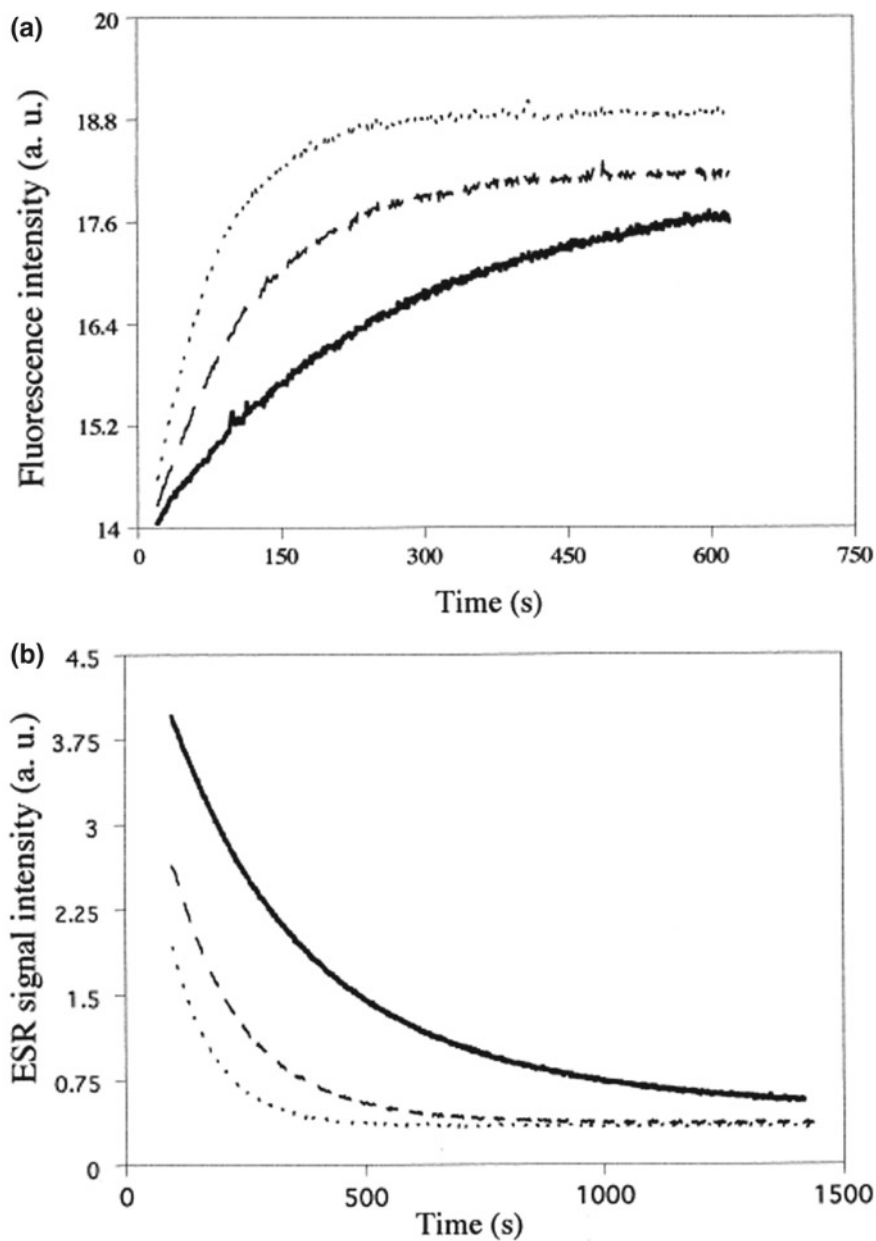 (a)
20
18.8
17.6
16.4
15.2
14
Fluorescence intensity (a. u.)
0 150 300 450 600 750
Time (s)
(b)
4.5
3.75
3
2.25
1.5
0.75
0
ESR signal intensity (a. u.)
0 500 1000 1500
Time (s)